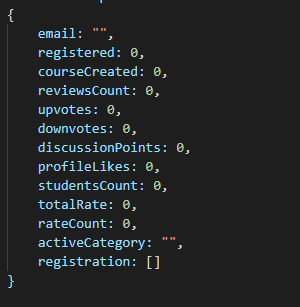 {
email: "",
registered: 0,
courseCreated: 0,
reviewsCount: 0,
upvotes: 0,
downvotes: 0,
discussionPoints: 0,
profileLikes: 0,
studentsCount: 0,
totalRate: 0,
rateCount: 0,
activeCategory: "",
registration: []
}